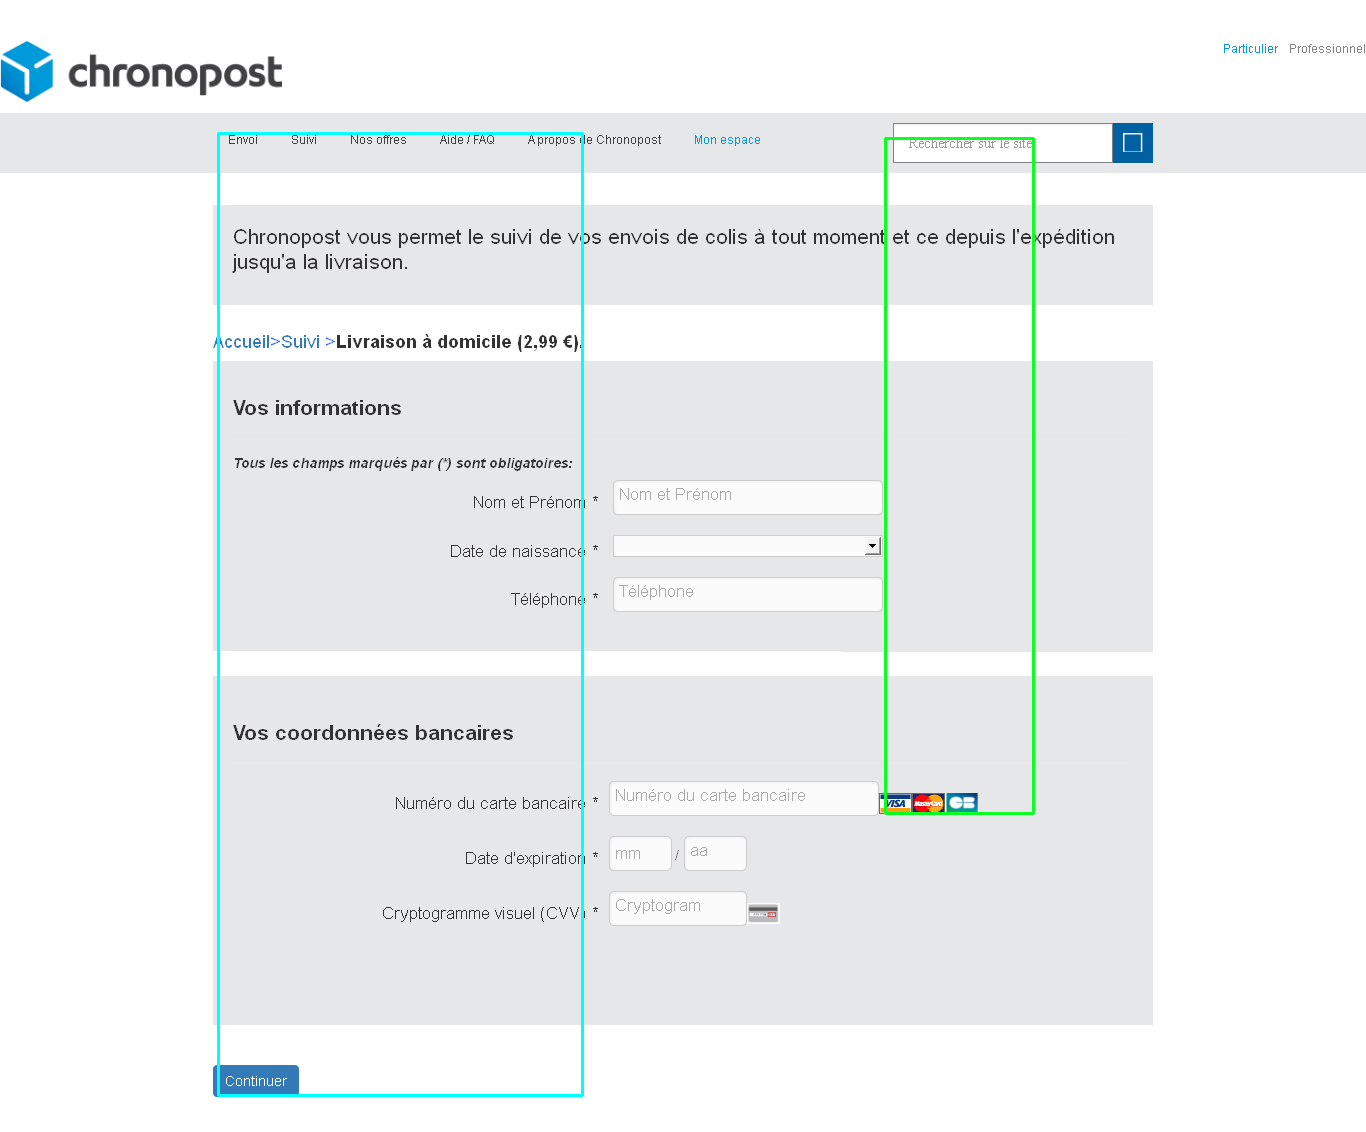 Particulier Professionnel
chronopost
Envoi Suivi Nos offres Aide / FAQ A propos de Chronopost Mon espace Rechercher sur le site
Chronopost vous permet le suivi de vos envois de colis à tout moment et ce depuis l'expédition
jusqu'a la livraison.
Accueil>Suivi >Livraison à domicile (2,99 €).
Vos informations
Tous les champs marqués par (*) sont obligatoires:
Nom et Prénom * Nom et Prénom
Date de naissance *
Téléphone * Téléphone
Vos coordonnées bancaires
Numéro du carte bancaire * Numéro du carte bancaire VISA MasterCard CB
Date d'expiration * mm / aa
Cryptogramme visuel (CVV) * Cryptogram
Continuer